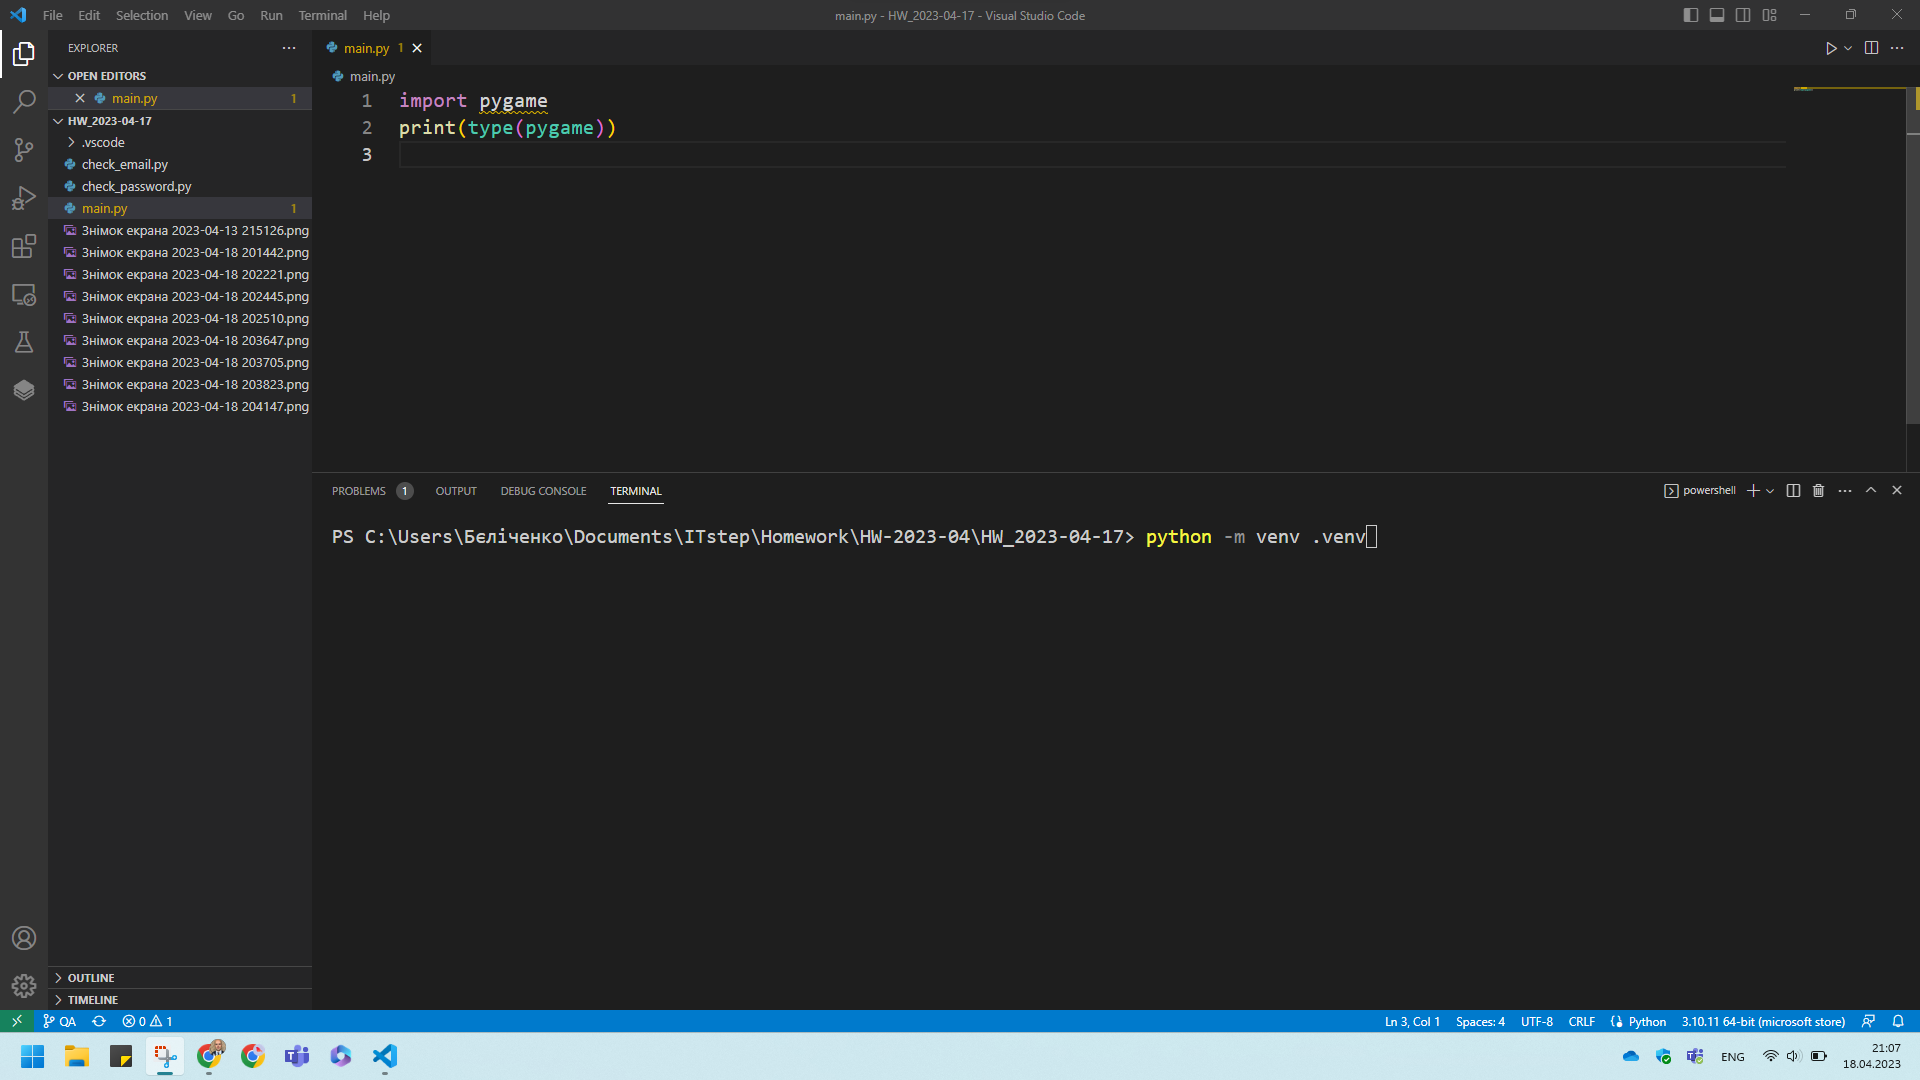 File Edit Selection View Go Run Terminal Help
main.py - HW_2023-04-17 - Visual Studio Code
EXPLORER
OPEN EDITORS
main.py 1
HW_2023-04-17
.vscode
check_email.py
check_password.py
main.py 1
Знімок екрана 2023-04-13 215126.png
Знімок екрана 2023-04-18 201442.png
Знімок екрана 2023-04-18 202221.png
Знімок екрана 2023-04-18 202445.png
Знімок екрана 2023-04-18 202510.png
Знімок екрана 2023-04-18 203647.png
Знімок екрана 2023-04-18 203705.png
Знімок екрана 2023-04-18 203823.png
Знімок екрана 2023-04-18 204147.png
OUTLINE
TIMELINE
main.py 1
main.py
1 import pygame
2 print(type(pygame))
3
PROBLEMS 1 OUTPUT DEBUG CONSOLE TERMINAL
powershell
PS C:\Users\Бєліченко\Documents\ITstep\Homework\HW-2023-04\HW_2023-04-17> python -m venv .venv
QA 0 1
Ln 3, Col 1 Spaces: 4 UTF-8 CRLF Python 3.10.11 64-bit (microsoft store)
ENG
21:07
18.04.2023